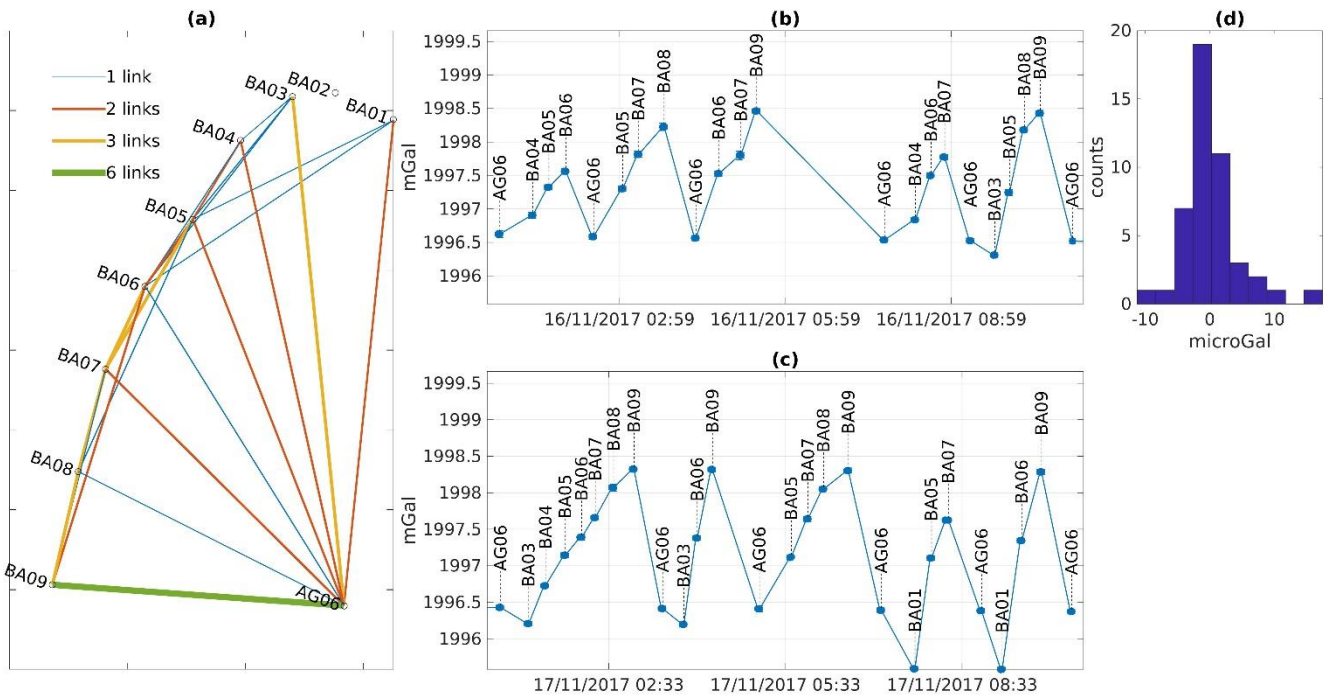 (a)
1 link
2 links
3 links
6 links
BA03
BA02
BA01
BA04
BA05
BA06
BA07
BA08
BA09
AG06
(b)
mGal
1999.5
1999
1998.5
1998
1997.5
1997
1996.5
1996
AG06
BA04
BA05
BA06
AG06
BA05
BA07
BA08
AG06
BA06
BA07
BA09
AG06
BA04
BA06
BA07
AG06
BA03
BA05
BA08
BA09
AG06
16/11/2017 02:59
16/11/2017 05:59
16/11/2017 08:59
(c)
mGal
1999.5
1999
1998.5
1998
1997.5
1997
1996.5
1996
AG06
BA03
BA04
BA05
BA06
BA07
BA08
BA09
AG06
BA03
BA06
BA09
AG06
BA05
BA07
BA08
BA09
AG06
BA01
BA05
BA07
AG06
BA01
BA06
BA09
AG06
17/11/2017 02:33
17/11/2017 05:33
17/11/2017 08:33
(d)
counts
20
15
10
5
0
-10
0
10
microGal